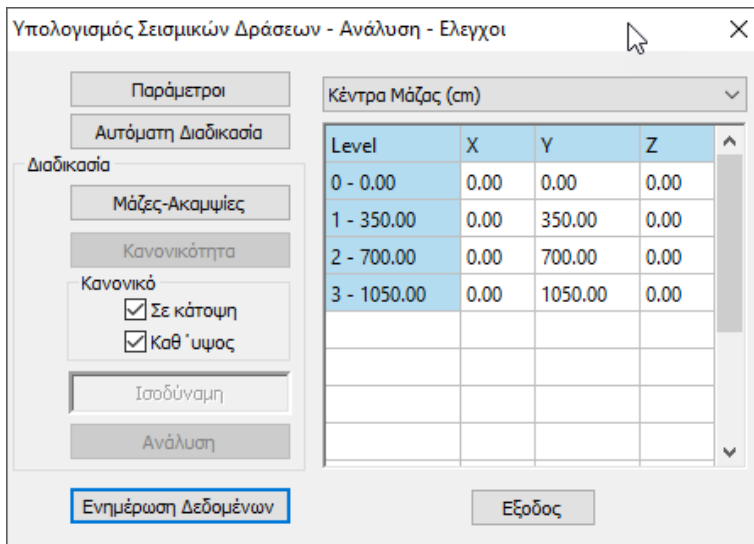 Υπολογισμός Σεισμικών Δράσεων - Ανάλυση - Ελεγχοι
Παράμετροι
Αυτόματη Διαδικασία
Διαδικασία
Μάζες-Ακαμψίες
Κανονικότητα
Κανονικό
Σε κάτοψη
Καθ ΄υψος
Ισοδύναμη
Ανάλυση
Ενημέρωση Δεδομένων
Κέντρα Μάζας (cm)
Level X Y Z
0 - 0.00 0.00 0.00 0.00
1 - 350.00 0.00 350.00 0.00
2 - 700.00 0.00 700.00 0.00
3 - 1050.00 0.00 1050.00 0.00
Εξοδος